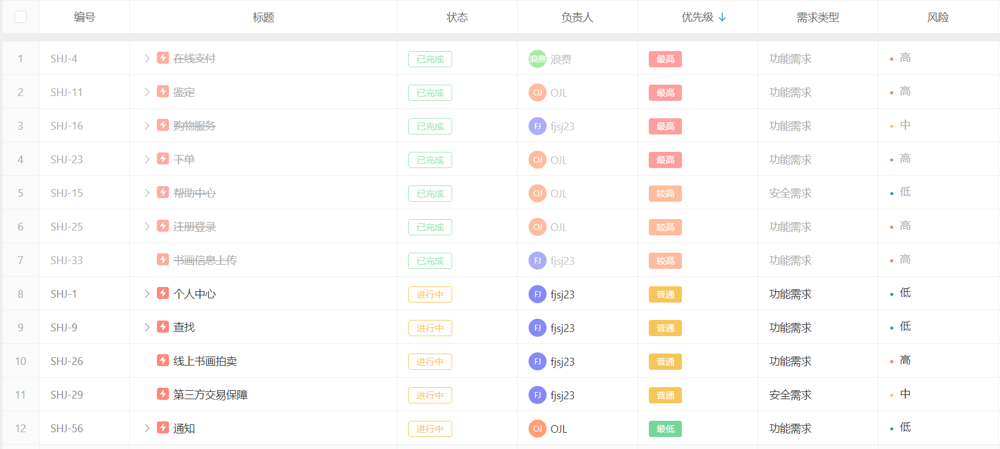 编号 标题 状态 负责人 优先级 需求类型 风险
1 SHJ-4 在线支付 已完成 浪费 浪费 最高 功能需求 高
2 SHJ-11 鉴定 已完成 OJ OJL 最高 功能需求 高
3 SHJ-16 购物服务 已完成 FJ fjsj23 最高 功能需求 中
4 SHJ-23 下单 已完成 OJ OJL 最高 功能需求 高
5 SHJ-15 帮助中心 已完成 OJ OJL 较高 安全需求 低
6 SHJ-25 注册登录 已完成 OJ OJL 较高 功能需求 高
7 SHJ-33 书画信息上传 已完成 FJ fjsj23 较高 功能需求 高
8 SHJ-1 个人中心 进行中 FJ fjsj23 普通 功能需求 低
9 SHJ-9 查找 进行中 FJ fjsj23 普通 功能需求 低
10 SHJ-26 线上书画拍卖 进行中 FJ fjsj23 普通 功能需求 高
11 SHJ-29 第三方交易保障 进行中 FJ fjsj23 普通 安全需求 中
12 SHJ-56 通知 进行中 OJ OJL 最低 功能需求 低